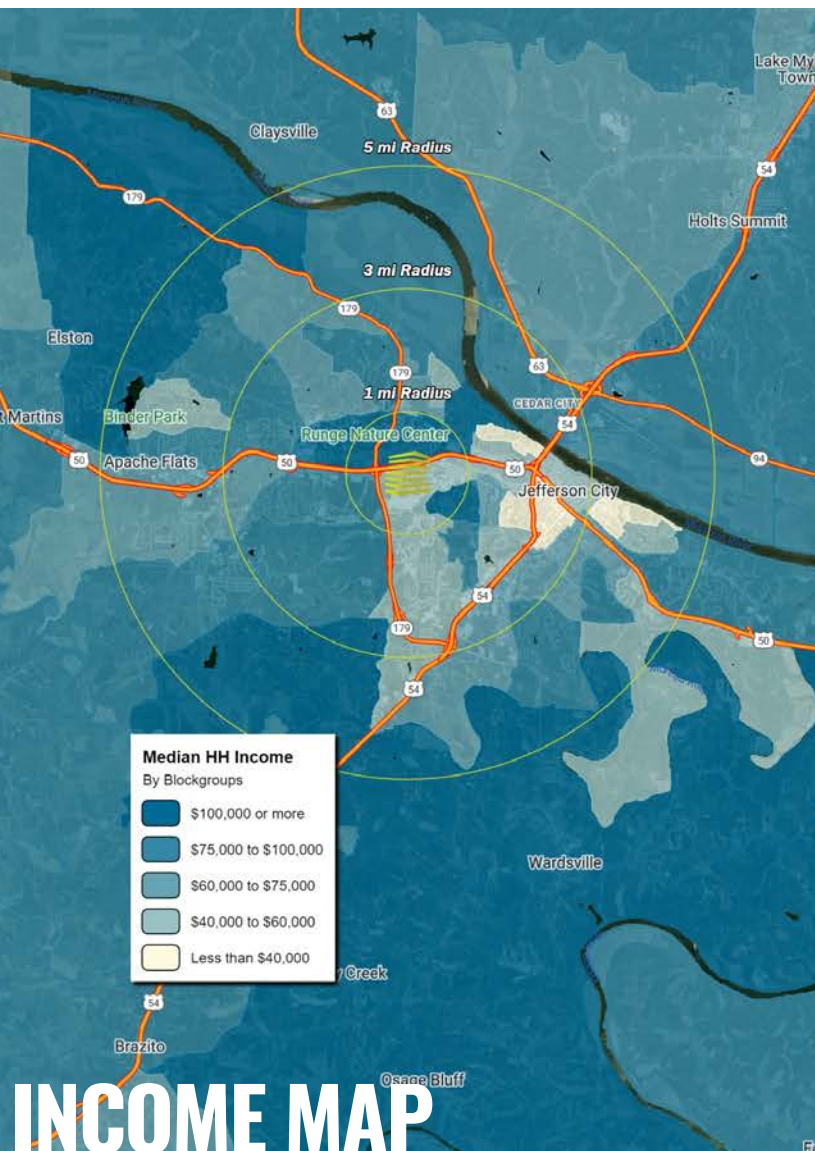 Lake My
Town
63
Claysville
5 mi Radius
54
179
Holts Summit
3 mi Radius
179
Elston
63
179
1 mi Radius
CEDAR CITY
t Martins
Binder Park
54
Runge Nature Center
50
Apache Flats
50
50
94
Jefferson City
54
179
50
54
Median HH Income
By Blockgroups
$100,000 or more
$75,000 to $100,000
$60,000 to $75,000
$40,000 to $60,000
Less than $40,000
Wardsville
y Creek
54
Brazito
Osage Bluff
INCOME MAP